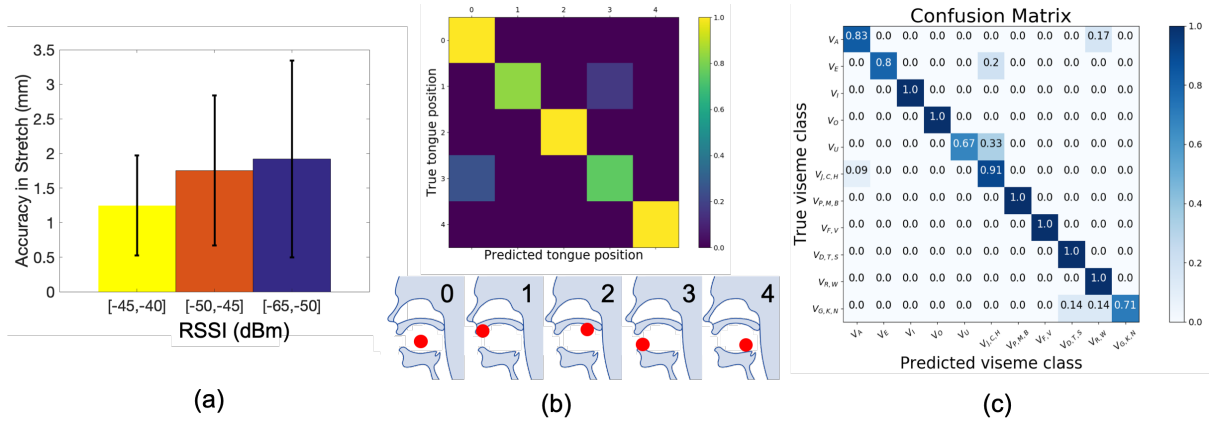 3.5
3
2.5
2
1.5
1
0.5
0
Accuracy in Stretch (mm)
[-45,-40] [-50,-45] [-65,-50]
RSSI (dBm)
(a)
0 1 2 3 4
0
1
2
3
4
True tongue position
Predicted tongue position
1.0
0.8
0.6
0.4
0.2
0.0
0 1 2 3 4
(b)
Confusion Matrix
True viseme class
V_A 0.83 0.0 0.0 0.0 0.0 0.0 0.0 0.0 0.0 0.17 0.0
V_E 0.0 0.8 0.0 0.0 0.0 0.2 0.0 0.0 0.0 0.0 0.0
V_I 0.0 0.0 1.0 0.0 0.0 0.0 0.0 0.0 0.0 0.0 0.0
V_O 0.0 0.0 0.0 1.0 0.0 0.0 0.0 0.0 0.0 0.0 0.0
V_U 0.0 0.0 0.0 0.0 0.67 0.33 0.0 0.0 0.0 0.0 0.0
V_J,C,H 0.09 0.0 0.0 0.0 0.0 0.91 0.0 0.0 0.0 0.0 0.0
V_P,M,B 0.0 0.0 0.0 0.0 0.0 0.0 1.0 0.0 0.0 0.0 0.0
V_F,V 0.0 0.0 0.0 0.0 0.0 0.0 0.0 1.0 0.0 0.0 0.0
V_D,T,S 0.0 0.0 0.0 0.0 0.0 0.0 0.0 0.0 1.0 0.0 0.0
V_R,W 0.0 0.0 0.0 0.0 0.0 0.0 0.0 0.0 0.0 1.0 0.0
V_G,K,N 0.0 0.0 0.0 0.0 0.0 0.0 0.0 0.0 0.14 0.14 0.71
V_A V_E V_I V_O V_U V_J,C,H V_P,M,B V_F,V V_D,T,S V_R,W V_G,K,N
Predicted viseme class
1.0
0.8
0.6
0.4
0.2
0.0
(c)